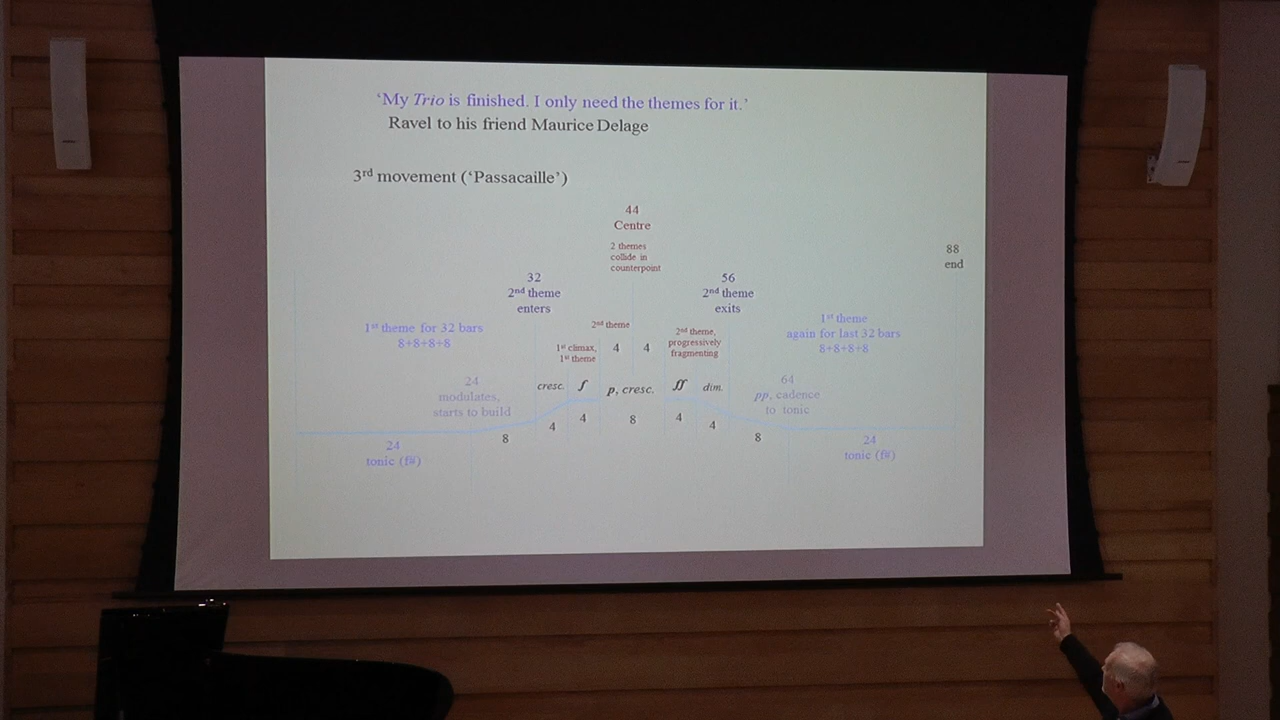 ‘My Trio is finished. I only need the themes for it.’
Ravel to his friend Maurice Delage
3rd movement (‘Passacaille’)
44
Centre
2 themes
collide in
counterpoint
88
end
32
2nd theme
enters
56
2nd theme
exits
1st theme for 32 bars
8+8+8+8
1st climax,
1st theme
2nd theme
4 4
2nd theme,
progressively
fragmenting
1st theme
again for last 32 bars
8+8+8+8
24
modulates,
starts to build
cresc. f p, cresc. ff dim.
64
pp, cadence
to tonic
24
tonic (f#)
8 4 4 8 4 4 8
24
tonic (f#)